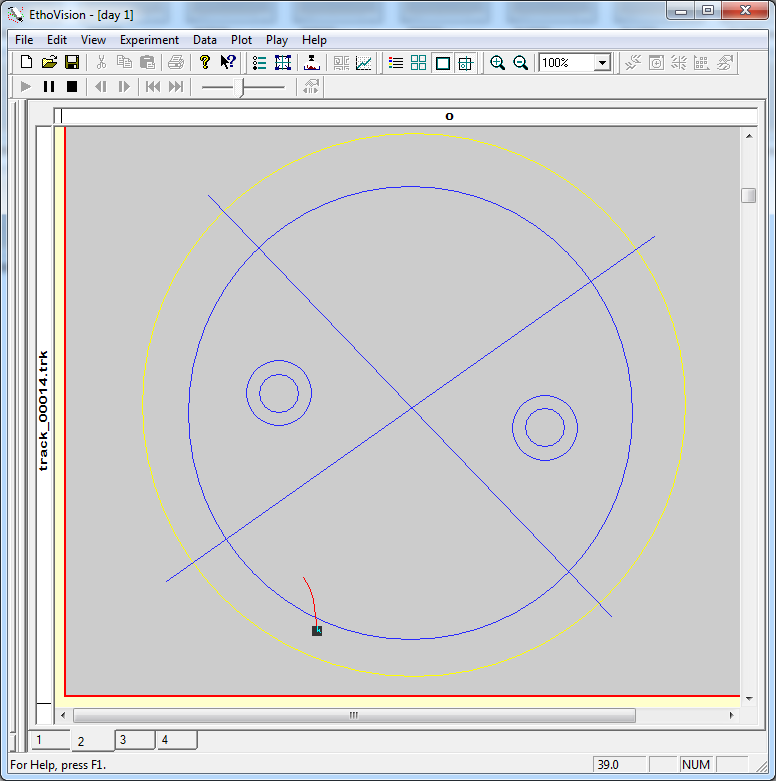 EthoVision - [day 1]
File Edit View Experiment Data Plot Play Help
100%
o
track_00014.trk
1 2 3 4
For Help, press F1. 39.0 NUM